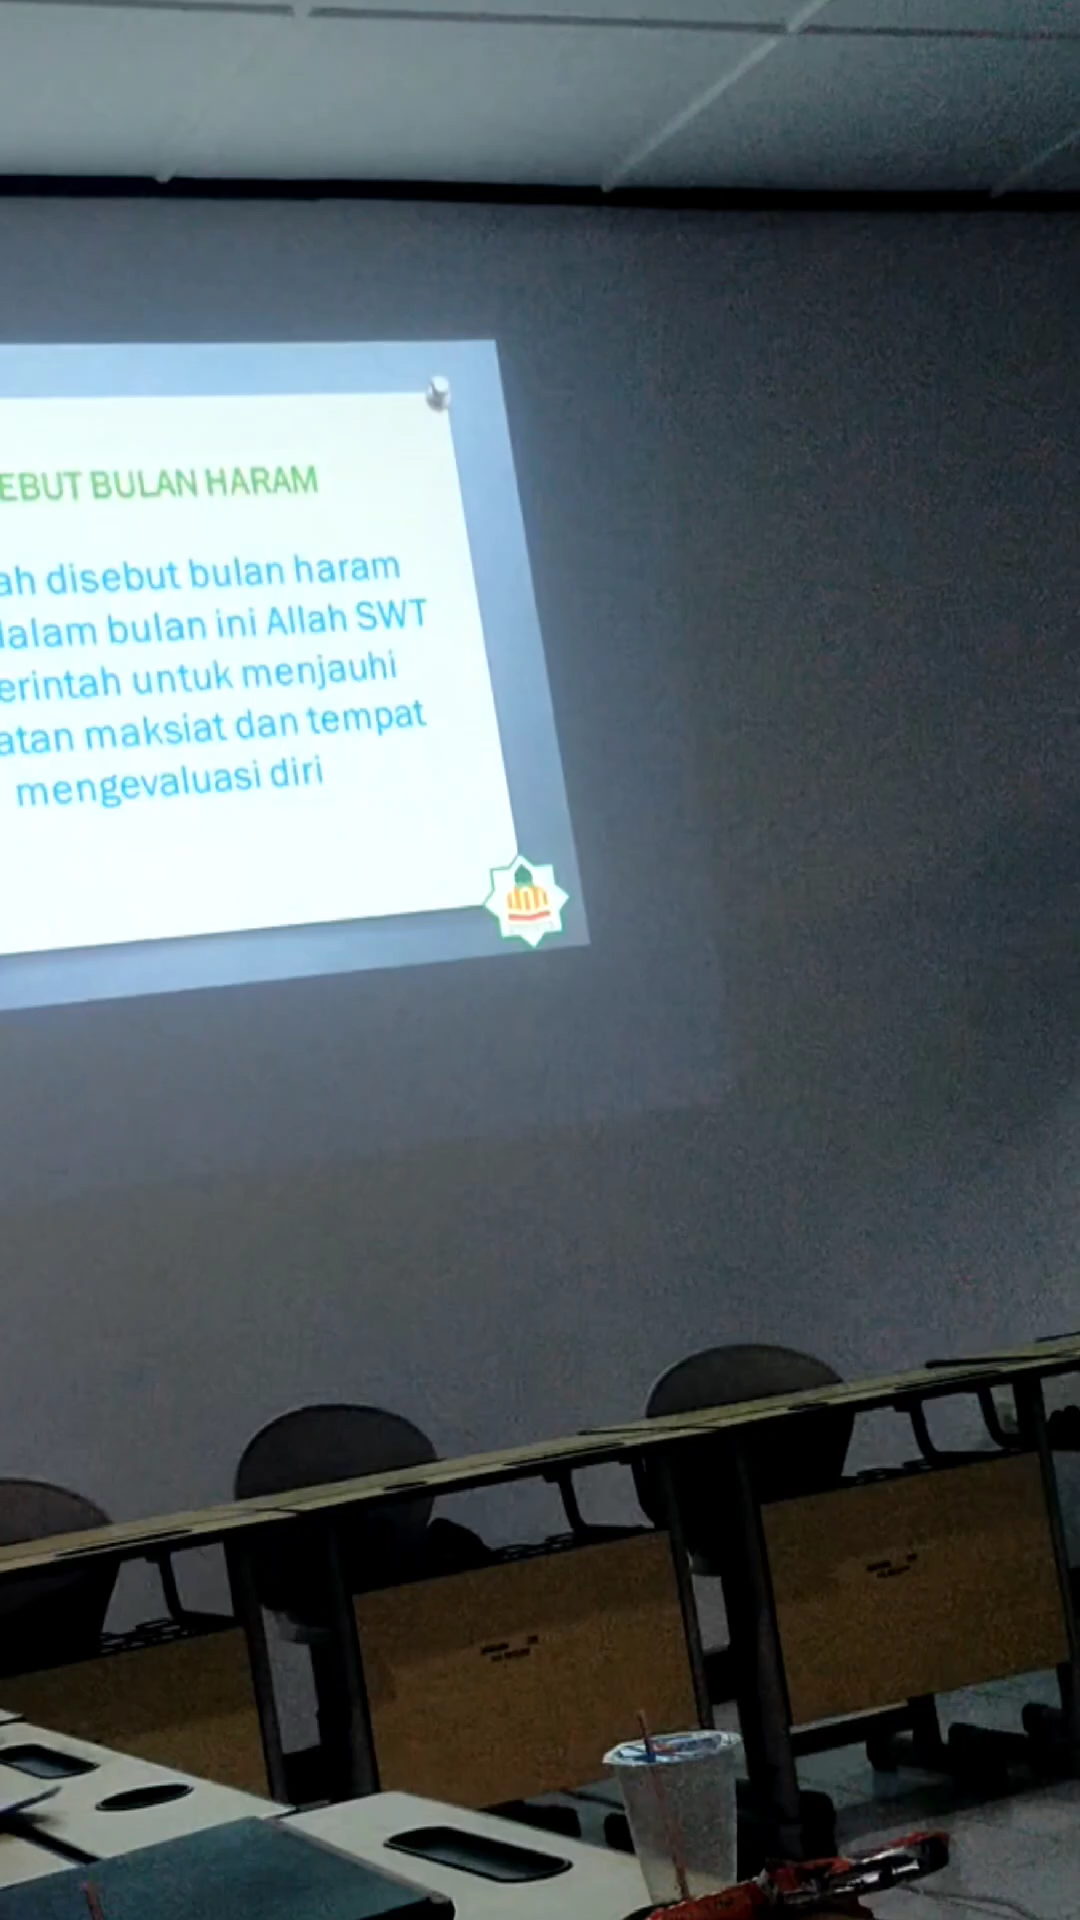 EBUT BULAN HARAM
ah disebut bulan haram
dalam bulan ini Allah SWT
erintah untuk menjauhi
atan maksiat dan tempat
mengevaluasi diri